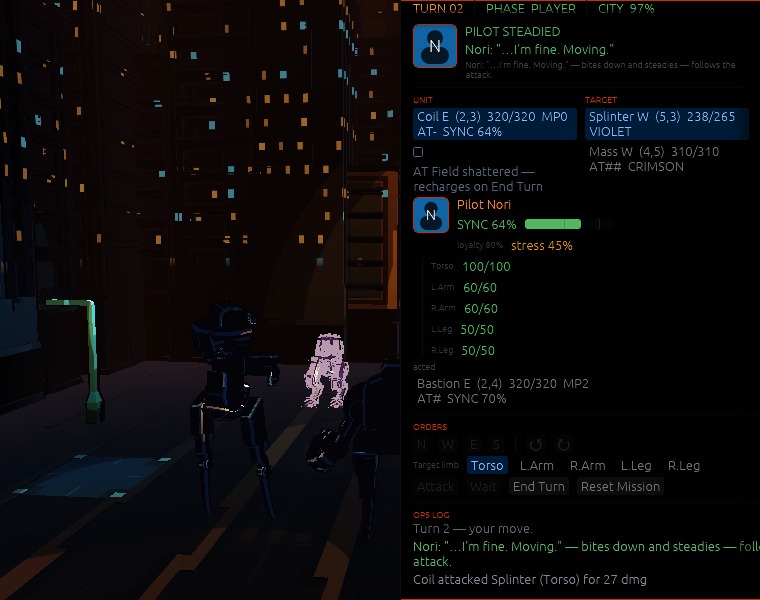 TURN 02 PHASE PLAYER CITY 97%
N
PILOT STEADIED
Nori: "...I'm fine. Moving."
Nori: "...I'm fine. Moving." — bites down and steadies — follows the
attack.
UNIT
Coil E (2,3) 320/320 MP0
AT- SYNC 64%
AT Field shattered —
recharges on End Turn
TARGET
Splinter W (5,3) 238/265
VIOLET
Mass W (4,5) 310/310
AT## CRIMSON
N
Pilot Nori
SYNC 64%
loyalty 80% stress 45%
Torso 100/100
L.Arm 60/60
R.Arm 60/60
L.Leg 50/50
R.Leg 50/50
acted
Bastion E (2,4) 320/320 MP2
AT# SYNC 70%
ORDERS
N W E S
Target limb Torso L.Arm R.Arm L.Leg R.Leg
Attack Wait End Turn Reset Mission
OPS LOG
Turn 2 — your move.
Nori: "...I'm fine. Moving." — bites down and steadies — foll
attack.
Coil attacked Splinter (Torso) for 27 dmg